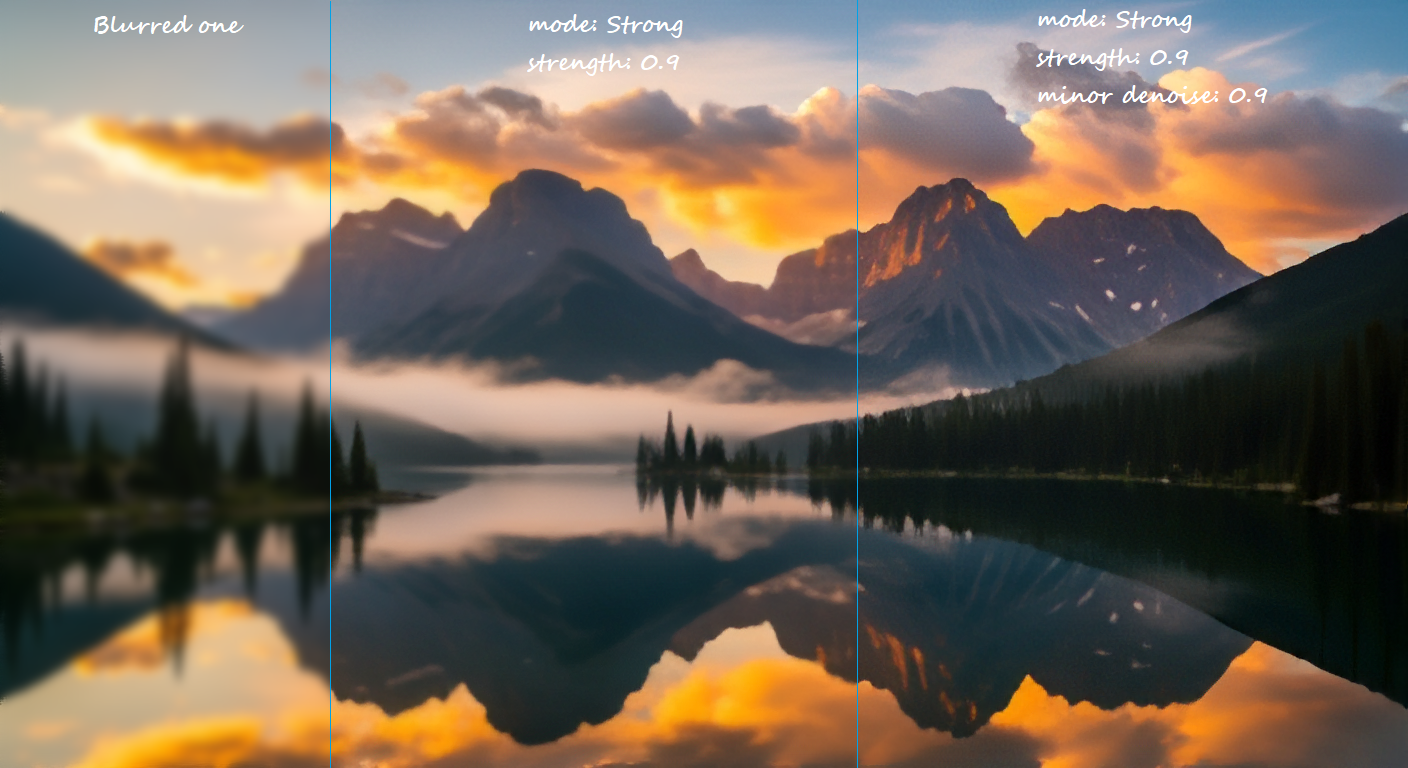 Blurred one
mode: Strong
strength: 0.9
mode: Strong
strength: 0.9
minor denoise: 0.9